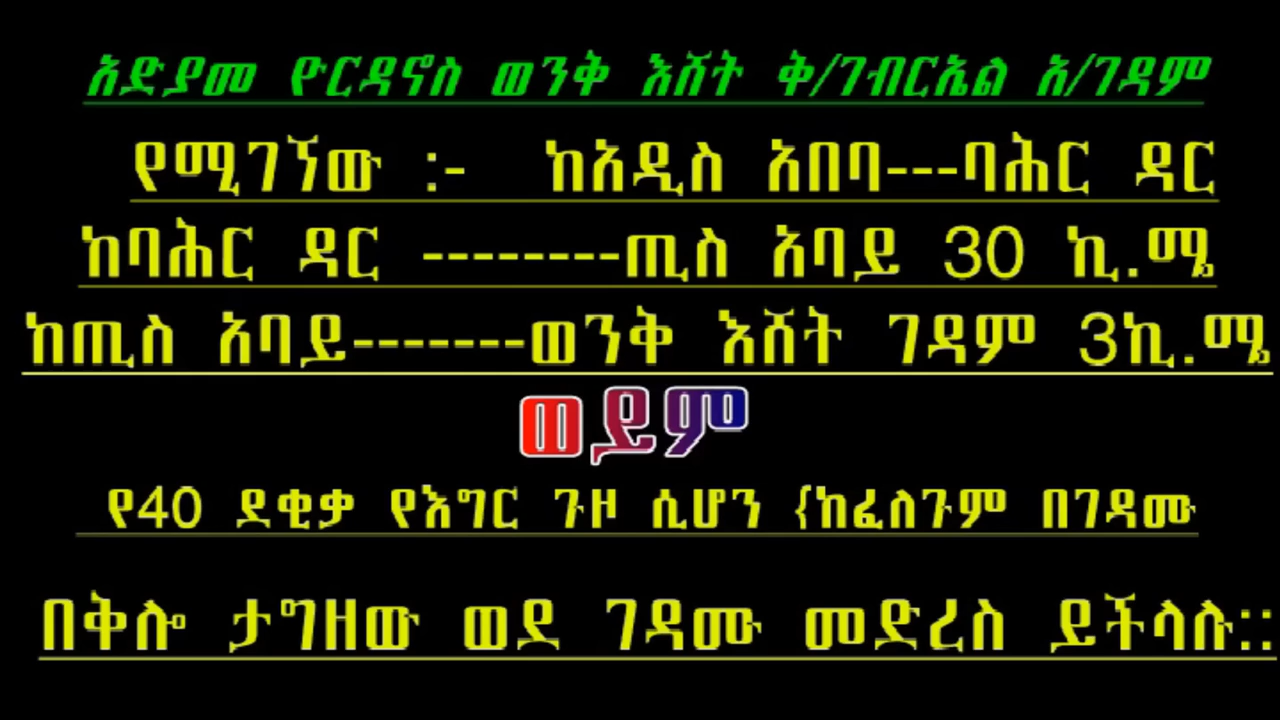 አድያመ ዮርዳኖስ ወንቅ እሸት ቅ/ገብርኤል አ/ገዳም
የሚገኘው :- ከአዲስ አበባ---ባሕር ዳር
ከባሕር ዳር --------ጢስ አባይ 30 ኪ.ሜ
ከጢስ አባይ-------ወንቅ እሸት ገዳም 3ኪ.ሜ
ወይም
የ40 ደቂቃ የእግር ጉዞ ሲሆን {ከፈለጉም በገዳሙ
በቅሎ ታግዘው ወደ ገዳሙ መድረስ ይችላሉ::